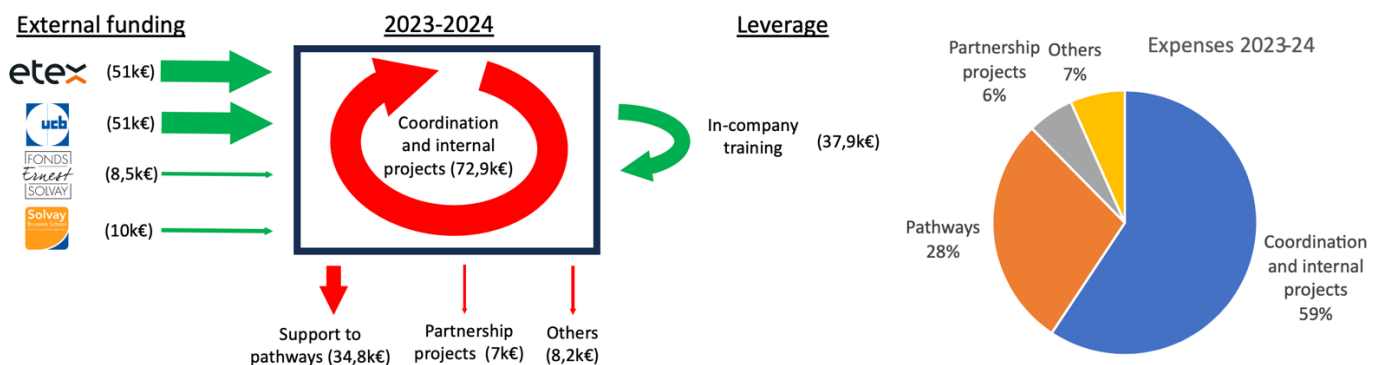 External funding
etex (51k€)
ucb (51k€)
FONDS
Ernest
SOLVAY
(8,5k€)
Solvay
Brussels School
(10k€)
2023-2024
Coordination
and internal
projects (72,9k€)
Support to
pathways (34,8k€)
Partnership
projects (7k€)
Others
(8,2k€)
Leverage
In-company
training
(37,9k€)
Expenses 2023-24
Partnership
projects
6%
Others
7%
Pathways
28%
Coordination
and internal
projects
59%